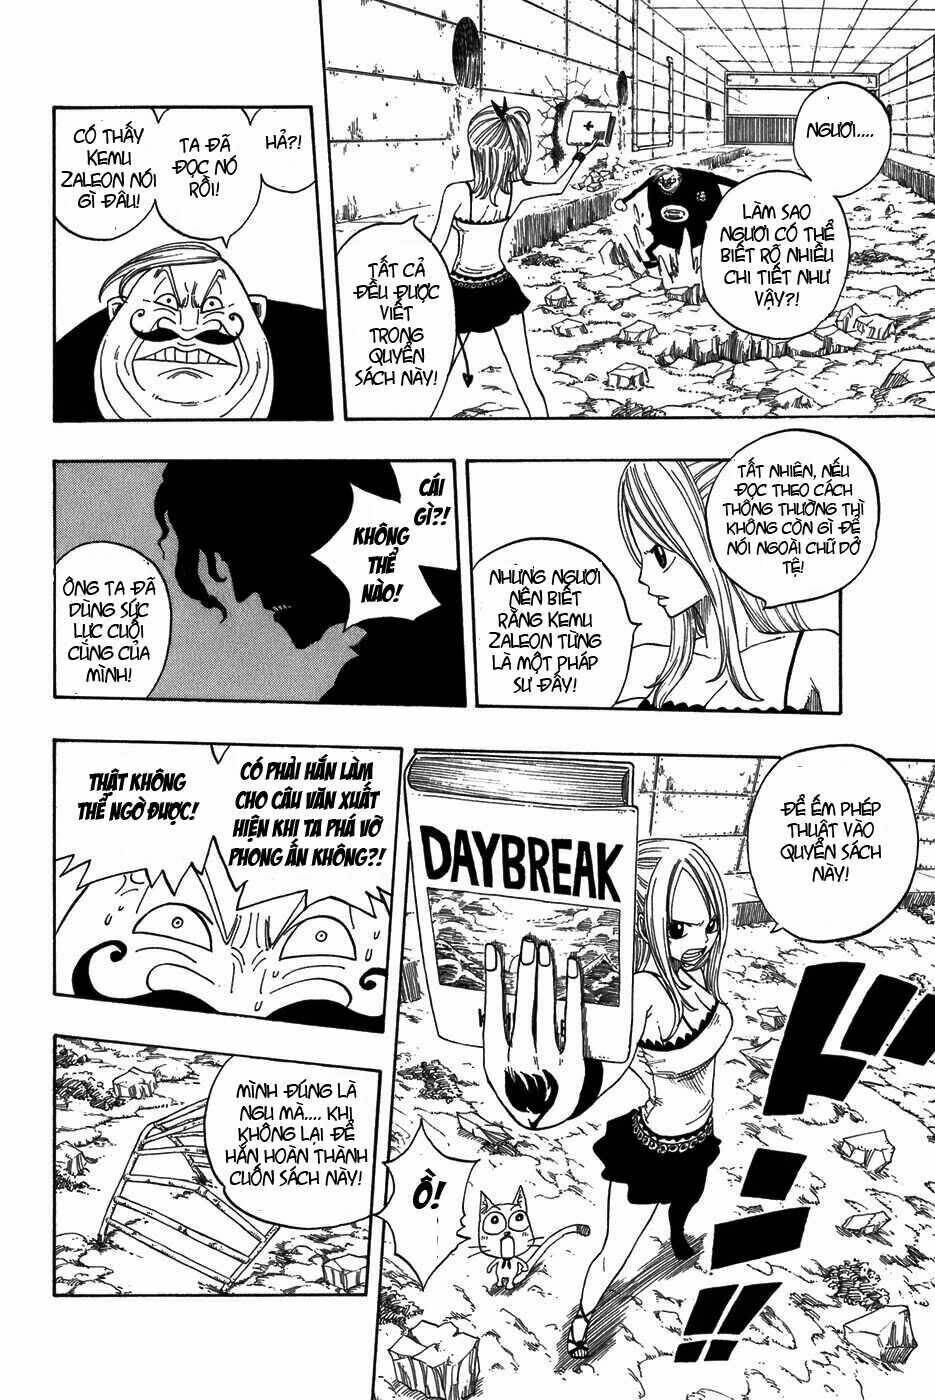 NGƯƠI....
LÀM SAO
NGƯƠI CÓ THỂ
BIẾT RÕ NHIỀU
CHI TIẾT NHƯ
VẬY?!
TẤT CẢ
ĐỀU ĐƯỢC
VIẾT
TRONG
QUYỂN
SÁCH NÀY!
HẢ?!
TA ĐÃ
ĐỌC NÓ
RỒI!
CÓ THẤY
KEMU
ZALEON NÓI
GÌ ĐÂU!
TẤT NHIÊN, NẾU
ĐỌC THEO CÁCH
THÔNG THƯỜNG THÌ
KHÔNG CÒN GÌ ĐỂ
NÓI NGOÀI CHỮ DỞ
TỆ!
NHƯNG NGƯƠI
NÊN BIẾT
RẰNG KEMU
ZALEON TỪNG
LÀ MỘT PHÁP
SƯ ĐẤY!
CÁI
GÌ?!
KHÔNG
THỂ
NÀO!
ÔNG TA ĐÃ
DÙNG SỨC
LỰC CUỐI
CÙNG CỦA
MÌNH!
ĐỂ ẾM PHÉP
THUẬT VÀO
QUYỂN SÁCH
NÀY!
DAYBREAK
ドドド!!
CÓ PHẢI HẮN LÀM
CHO CÂU VĂN XUẤT
HIỆN KHI TA PHÁ VỠ
PHONG ẤN KHÔNG?!
THẬT KHÔNG
THỂ NGỜ ĐƯỢC!
MÌNH ĐÚNG LÀ
NGU MÀ.... KHI
KHÔNG LẠI ĐỂ
HẮN HOÀN THÀNH
CUỐN SÁCH NÀY!
Ồ!